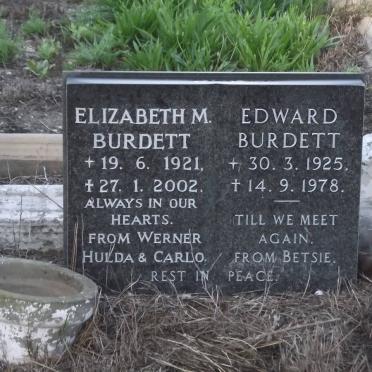 ELIZABETH M.
BURDETT
+ 19. 6. 1921.
✝ 27. 1. 2002.
ALWAYS IN OUR
HEARTS.
FROM WERNER
HULDA & CARLO.
EDWARD
BURDETT
+ 30. 3. 1925.
✝ 14. 9. 1978.
TILL WE MEET
AGAIN.
FROM BETSIE.
REST IN PEACE.